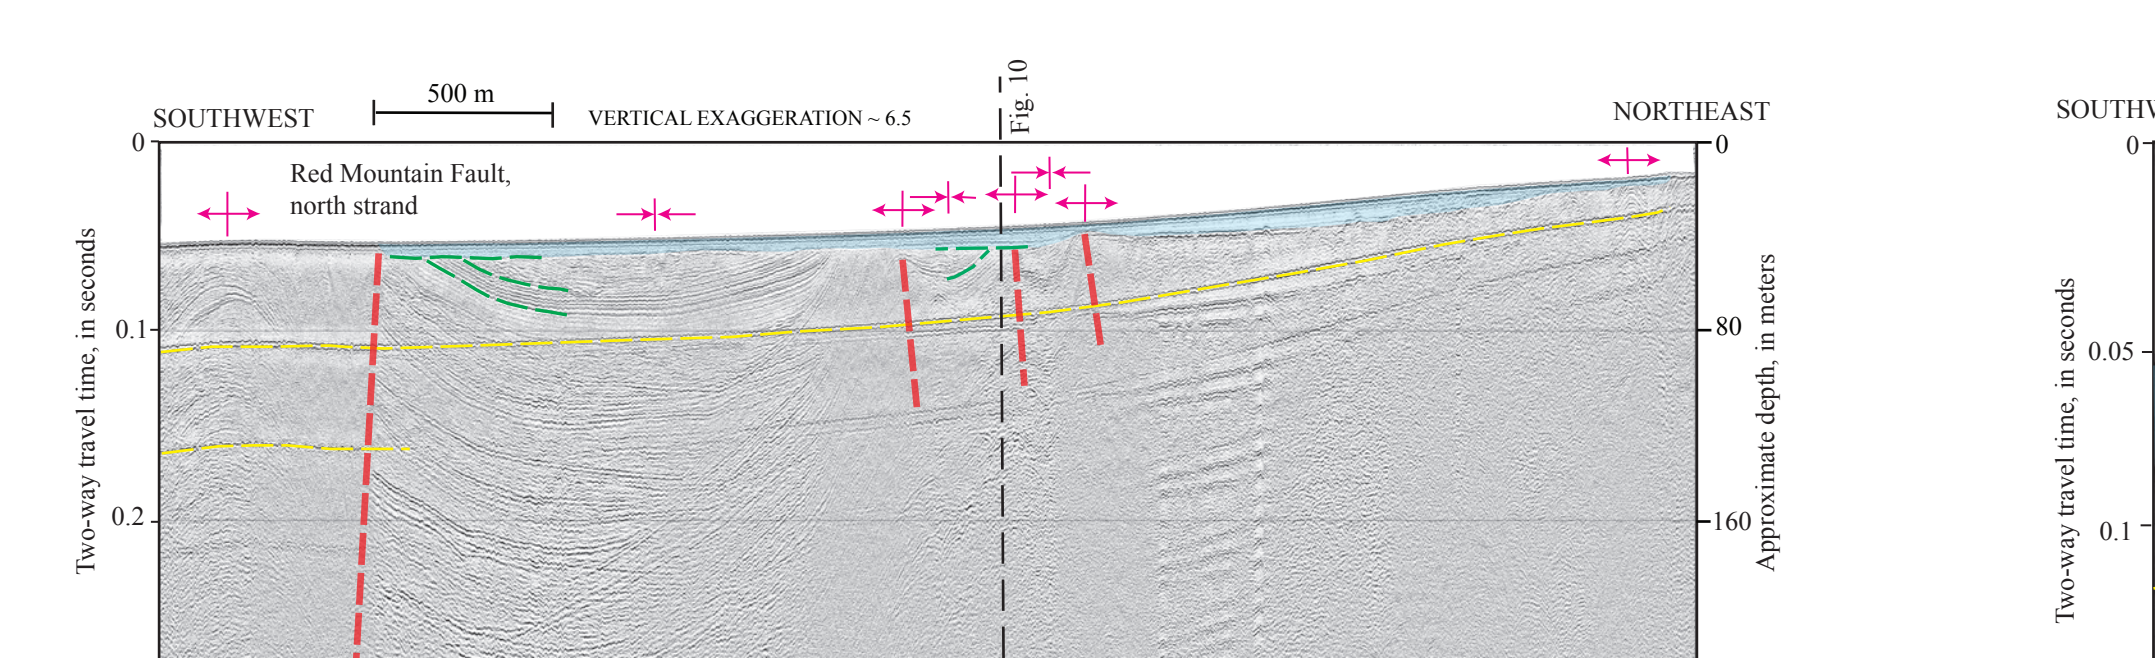 500 m
Fig. 10
SOUTHWEST
VERTICAL EXAGGERATION ~ 6.5
NORTHEAST
SOUTHW
0
0
0
Red Mountain Fault,
north strand
0.1
80
0.05
0.2
160
0.1
Two-way travel time, in seconds
Approximate depth, in meters
Two-way travel time, in seconds